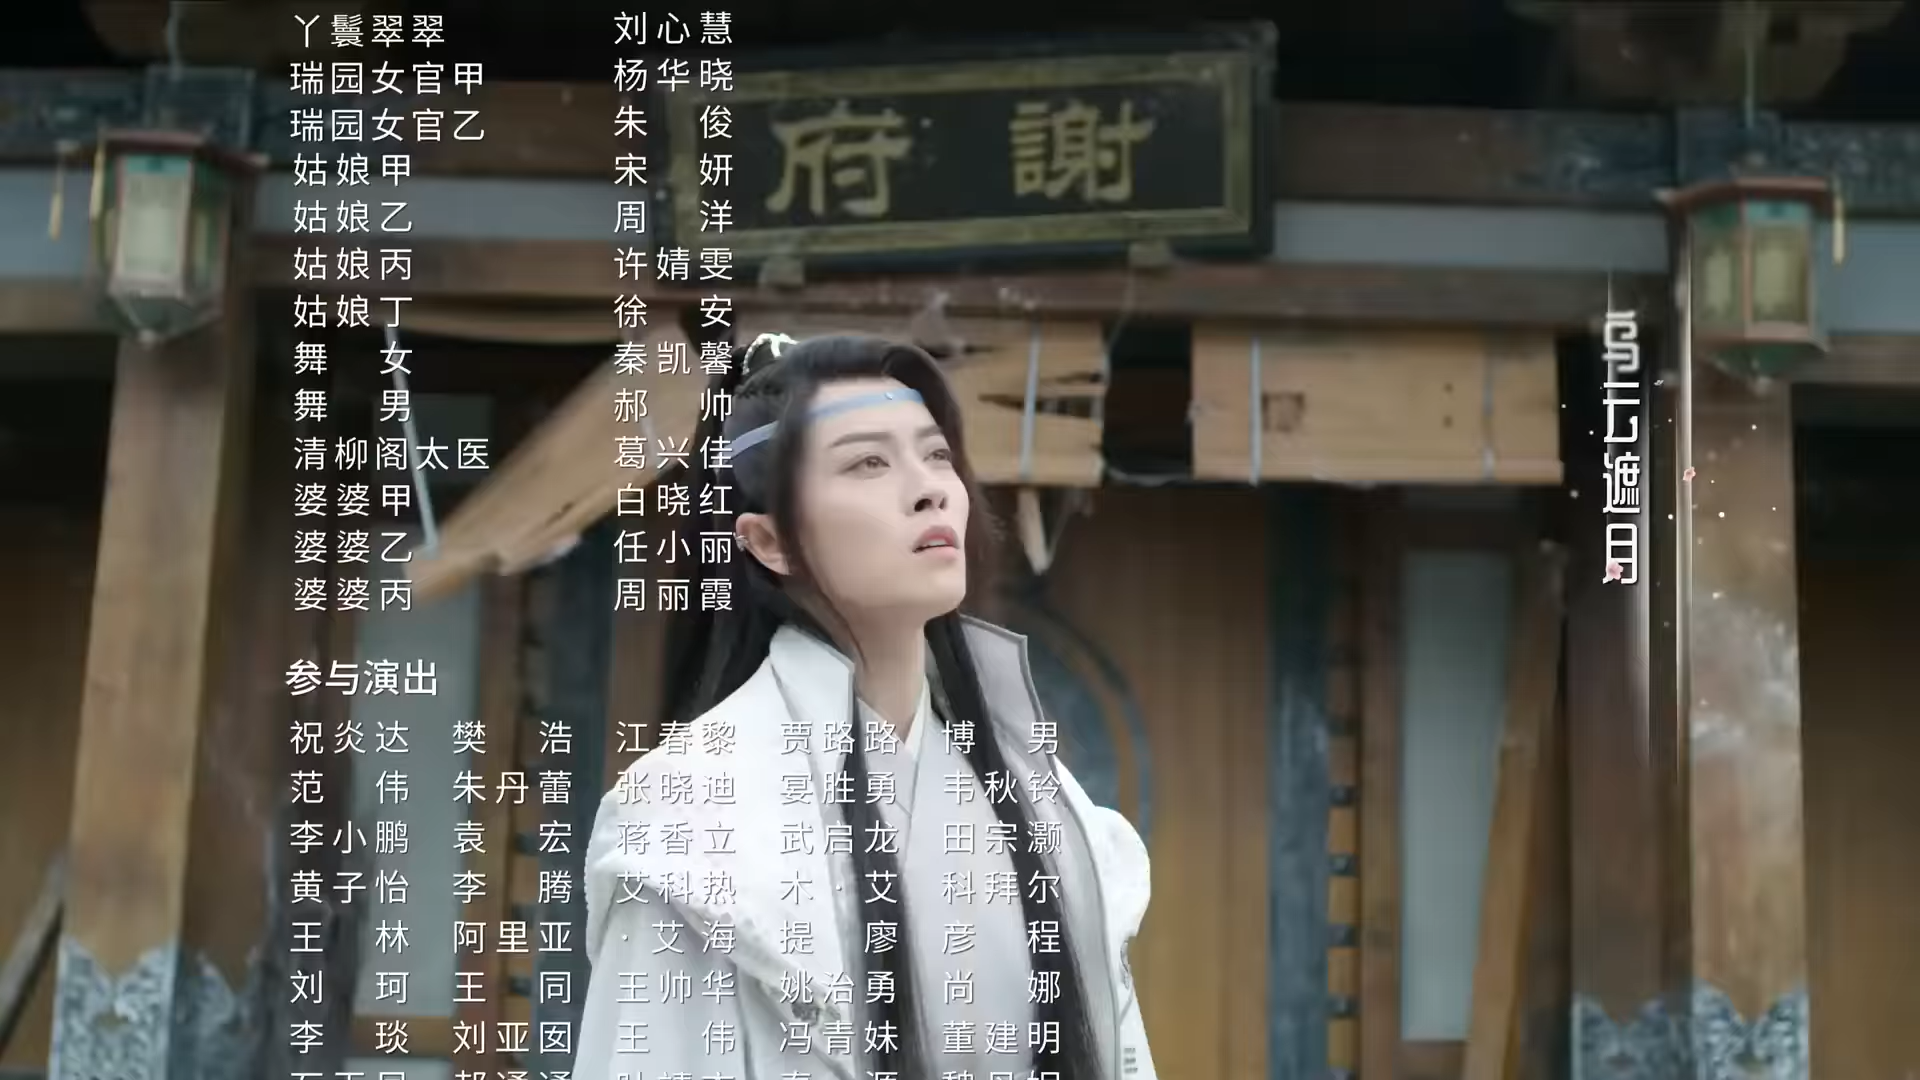 丫鬟翠翠 刘心慧
瑞园女官甲 杨华晓
瑞园女官乙 朱俊
姑娘甲 宋妍
姑娘乙 周洋
姑娘丙 许婧雯
姑娘丁 徐安
舞女 秦凯馨
舞男 郝帅
清柳阁太医 葛兴佳
婆婆甲 白晓红
婆婆乙 任小丽
婆婆丙 周丽霞
参与演出
祝炎达 樊浩 江春黎 贾路路 博男
范伟 朱丹蕾 张晓迪 宴胜勇 韦秋铃
李小鹏 袁宏 蒋香立 武启龙 田宗灏
黄子怡 李腾 艾科热 木·艾 科拜尔
王林 阿里亚 ·艾海 提廖 彦程
刘珂 王同 王帅华 姚治勇 尚娜
李琰 刘亚囡 王伟 冯青妹 董建明
府謝
乌云遮月